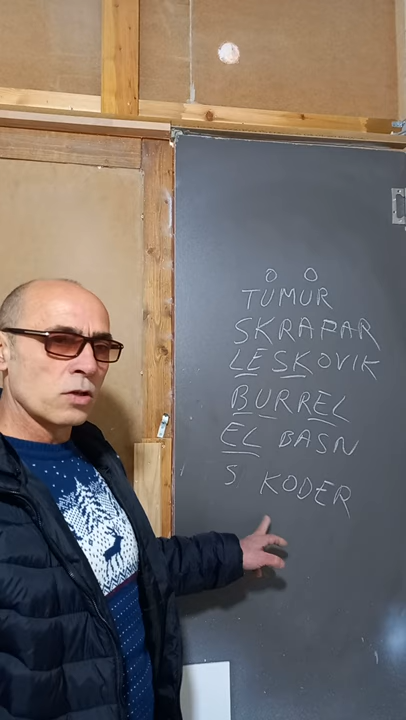 O O
TUMUR
SKRAPAR
LESKOVIK
BURREL
EL BASN
S KODER